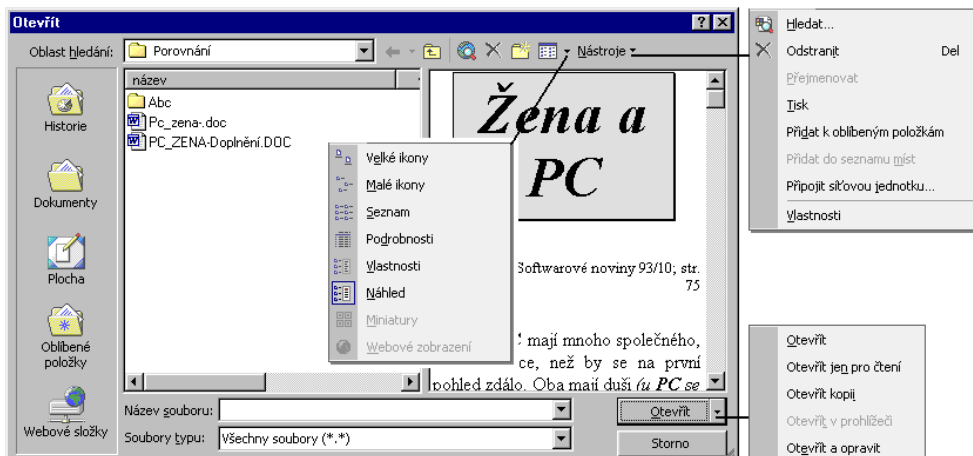 Otevřít
Oblast hledání:
Porovnání
Nástroje
Historie
Dokumenty
Plocha
Oblíbené
položky
Webové složky
název
Abc
Pc_zena-.doc
PC_ZENA-Doplnění.DOC
Velké ikony
Malé ikony
Seznam
Podrobnosti
Vlastnosti
Náhled
Miniatury
Webové zobrazení
Žena a
PC
Softwarové noviny 93/10; str.
75
mají mnoho společného,
ce, než by se na první
pohled zdálo. Oba mají duši (u PC se
Název souboru:
Soubory typu:
Všechny soubory (*.*)
Otevřít
Storno
Hledat...
Odstranit Del
Přejmenovat
Tisk
Přidat k oblíbeným položkám
Přidat do seznamu míst
Připojit síťovou jednotku...
Vlastnosti
Otevřít
Otevřít jen pro čtení
Otevřít kopii
Otevřít v prohlížeči
Otevřít a opravit